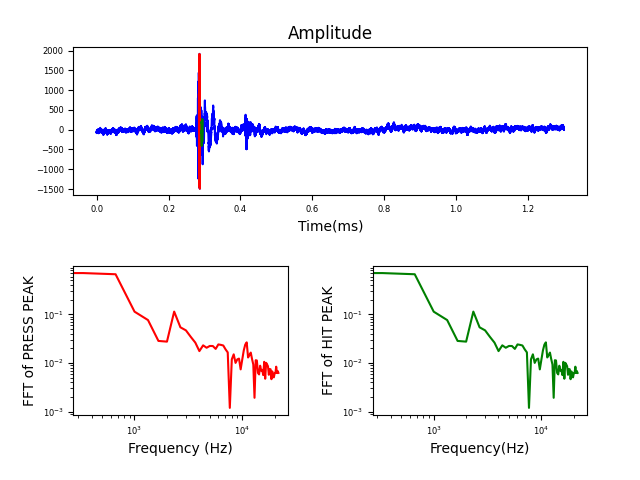 Amplitude
2000
1500
1000
500
0
−500
−1000
−1500
0.0 0.2 0.4 0.6 0.8 1.0 1.2
Time(ms)
FFT of PRESS PEAK
10⁻¹
10⁻²
10⁻³
10³ 10⁴
Frequency (Hz)
FFT of HIT PEAK
10⁻¹
10⁻²
10⁻³
10³ 10⁴
Frequency(Hz)